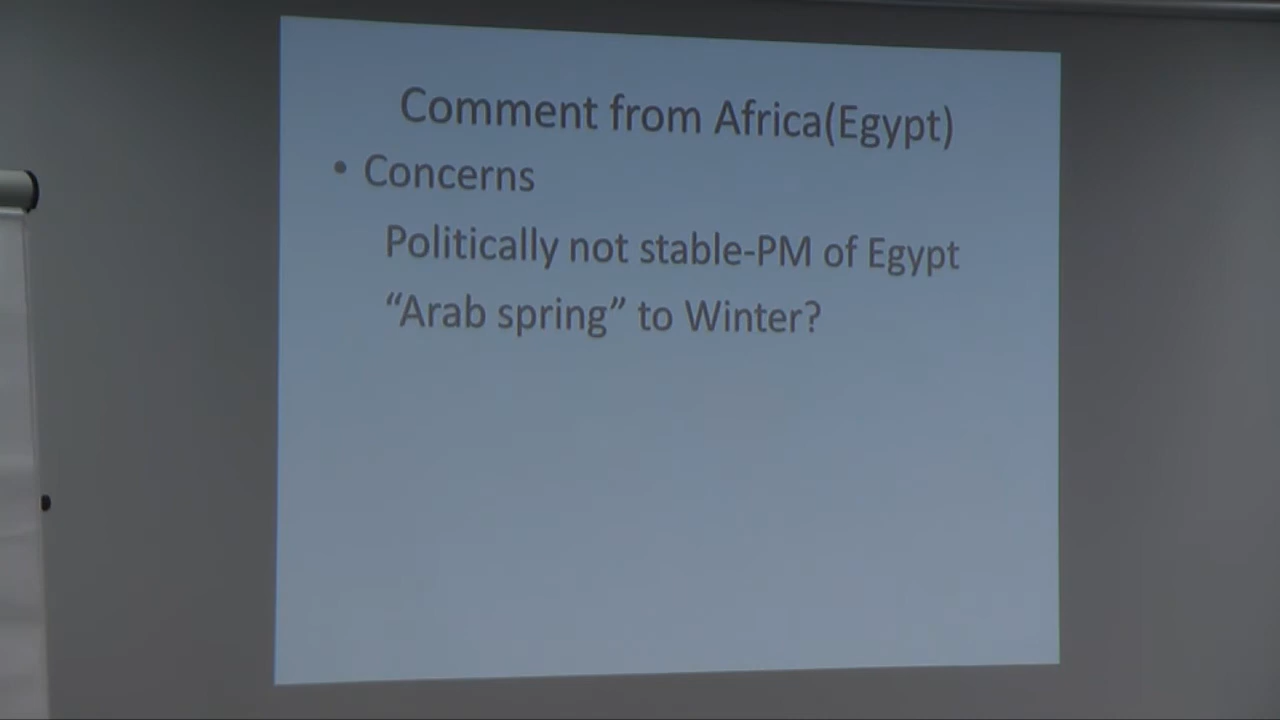 Comment from Africa(Egypt)
• Concerns
Politically not stable-PM of Egypt
“Arab spring” to Winter?